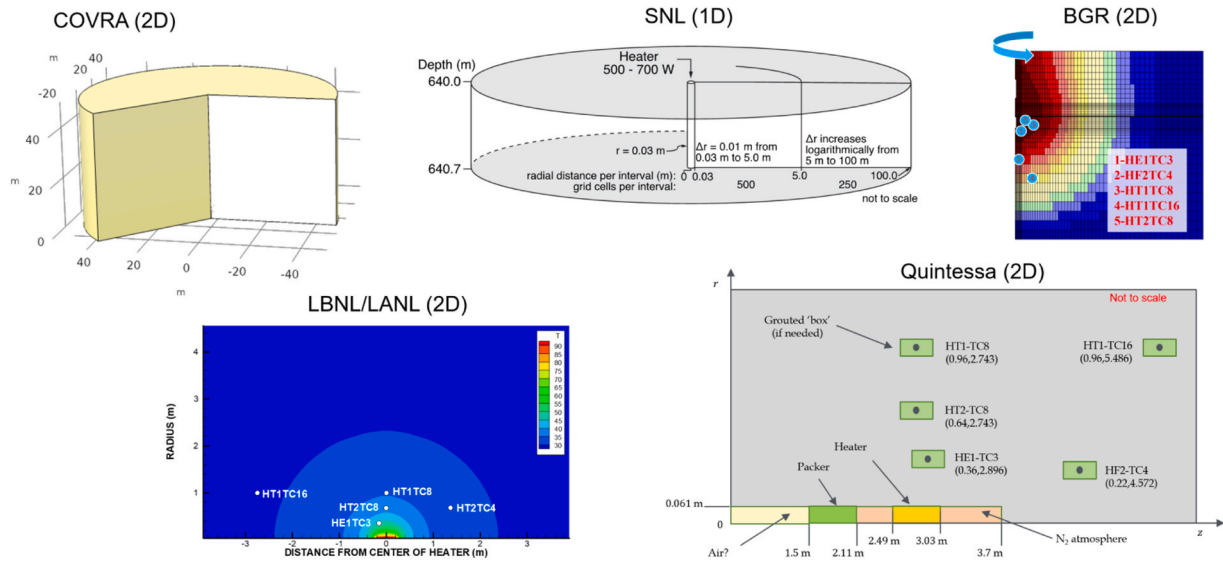 COVRA (2D)
m
40
20
0
-20
-40
m
20 40
40
20
0
40
20
0
-20
-40
m
SNL (1D)
Heater
500 - 700 W
Depth (m)
640.0
640.7
r = 0.03 m
Δr = 0.01 m from
0.03 m to 5.0 m
Δr increases
logarithmically from
5 m to 100 m
radial distance per interval (m): 0 0.03 5.0 100.0
grid cells per interval: 500 250
not to scale
BGR (2D)
1-HE1TC3
2-HF2TC4
3-HT1TC8
4-HT1TC16
5-HT2TC8
LBNL/LANL (2D)
RADIUS (m)
4
3
2
1
T
90
85
80
75
70
65
60
55
50
45
40
35
30
HT1TC16
HT1TC8
HT2TC8
HT2TC4
HE1TC3
-3 -2 -1 0 1 2 3
DISTANCE FROM CENTER OF HEATER (m)
Quintessa (2D)
r
Not to scale
Grouted 'box'
(if needed)
HT1-TC8
(0.96,2.743)
HT1-TC16
(0.96,5.486)
HT2-TC8
(0.64,2.743)
Heater
Packer
HE1-TC3
(0.36,2.896)
HF2-TC4
(0.22,4.572)
0.061 m
0
z
Air?
1.5 m
2.11 m
2.49 m
3.03 m
3.7 m
N₂ atmosphere